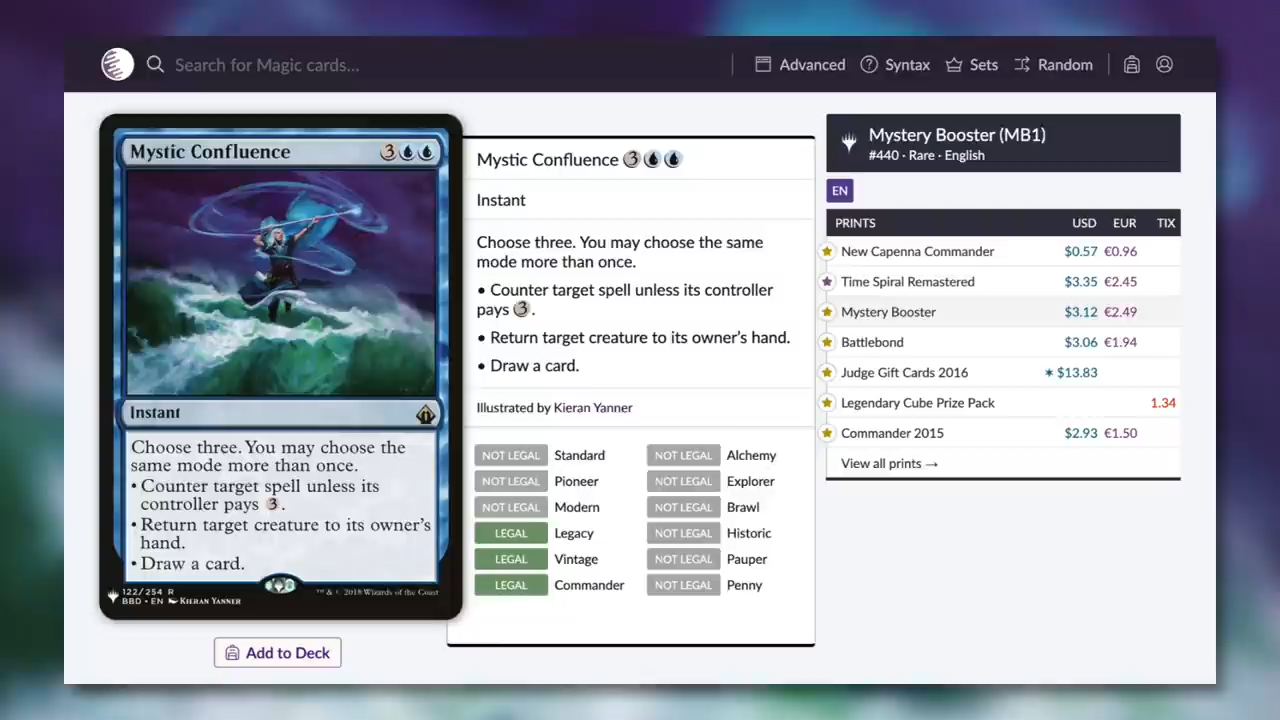 Search for Magic cards...
Advanced
Syntax
Sets
Random
Mystic Confluence 3
Instant
Choose three. You may choose the
same mode more than once.
• Counter target spell unless its
controller pays 3.
• Return target creature to its owner's
hand.
• Draw a card.
122/254 R
BBD • EN KIERAN YANNER
™ & © 2018 Wizards of the Coast
Add to Deck
Mystic Confluence 3
Instant
Choose three. You may choose the same
mode more than once.
• Counter target spell unless its controller
pays 3.
• Return target creature to its owner's hand.
• Draw a card.
Illustrated by Kieran Yanner
NOT LEGAL Standard NOT LEGAL Alchemy
NOT LEGAL Pioneer NOT LEGAL Explorer
NOT LEGAL Modern NOT LEGAL Brawl
LEGAL Legacy NOT LEGAL Historic
LEGAL Vintage NOT LEGAL Pauper
LEGAL Commander NOT LEGAL Penny
Mystery Booster (MB1)
#440 · Rare · English
EN
PRINTS USD EUR TIX
New Capenna Commander $0.57 €0.96
Time Spiral Remastered $3.35 €2.45
Mystery Booster $3.12 €2.49
Battlebond $3.06 €1.94
Judge Gift Cards 2016 ✶ $13.83
Legendary Cube Prize Pack 1.34
Commander 2015 $2.93 €1.50
View all prints →